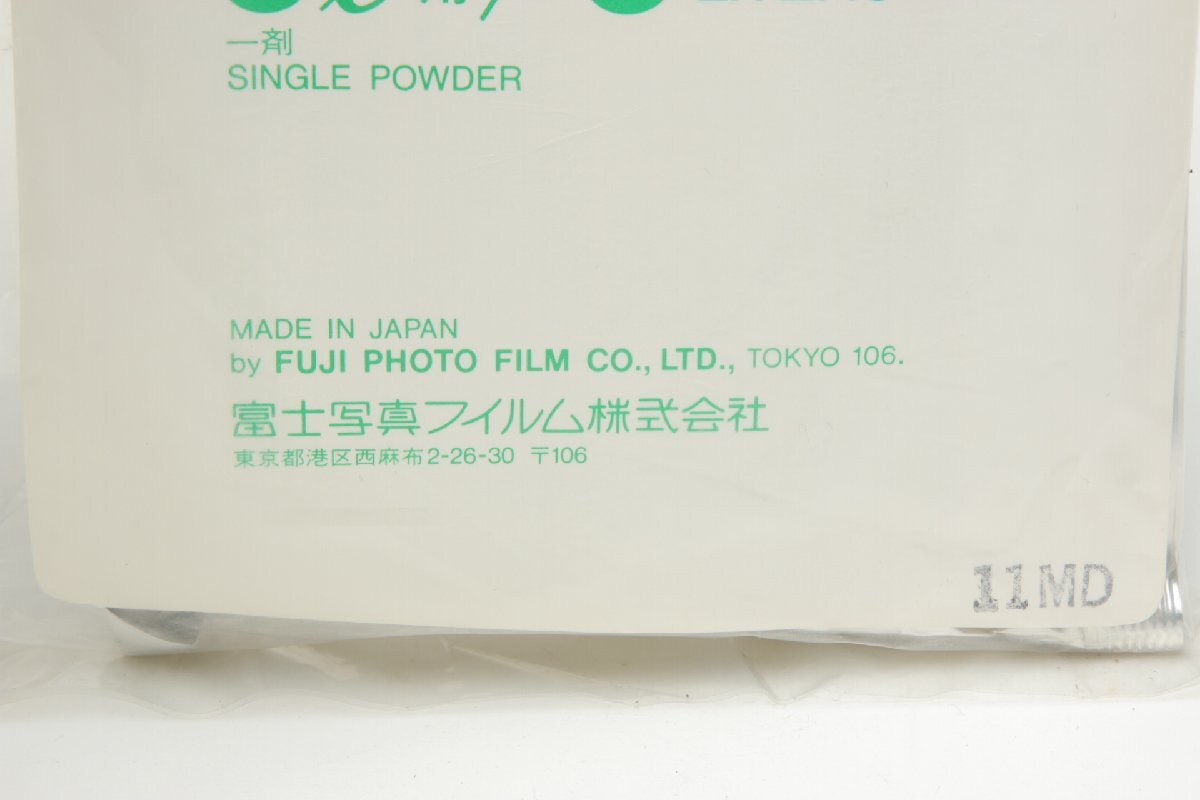 一剤
SINGLE POWDER
MADE IN JAPAN
by FUJI PHOTO FILM CO., LTD., TOKYO 106.
富士写真フイルム株式会社
東京都港区西麻布2-26-30 〒106
11MD